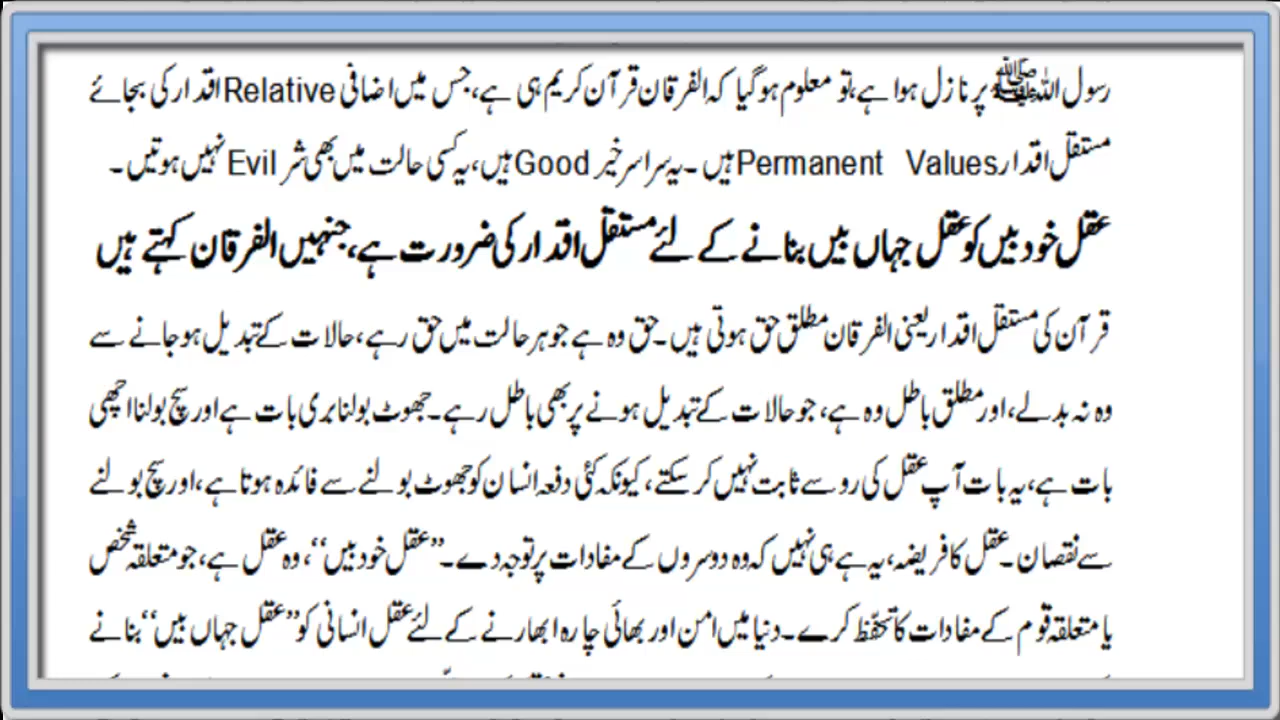 رسول اللہ ﷺ پر نازل ہوا ہے، تو معلوم ہو گیا کہ الفرقان قرآن کریم ہی ہے، جس میں اضافی Relative اقدار کی بجائے
مستقل اقدار Permanent Values ہیں۔ یہ سراسر خیر Good ہیں، یہ کسی حالت میں بھی شر Evil نہیں ہوتیں۔
عقل خود بیں کو عقل جہاں بیں بنانے کے لئے مستقل اقدار کی ضرورت ہے، جنہیں الفرقان کہتے ہیں
قرآن کی مستقل اقدار یعنی الفرقان مطلق حق ہوتی ہیں۔ حق وہ ہے جو ہر حالت میں حق رہے، حالات کے تبدیل ہو جانے سے
وہ نہ بدلے، اور مطلق باطل وہ ہے، جو حالات کے تبدیل ہونے پر بھی باطل رہے۔ جھوٹ بولنا بری بات ہے اور سچ بولنا اچھی
بات ہے، یہ بات آپ عقل کی رو سے ثابت نہیں کر سکتے، کیونکہ کئی دفعہ انسان کو جھوٹ بولنے سے فائدہ ہوتا ہے، اور سچ بولنے
سے نقصان۔ عقل کا فریضہ، یہ ہے ہی نہیں کہ وہ دوسروں کے مفادات پر توجہ دے۔ ”عقل خود بیں“، وہ عقل ہے، جو متعلقہ شخص
یا متعلقہ قوم کے مفادات کا تحفّظ کرے۔ دنیا میں امن اور بھائی چارہ ابھارنے کے لئے عقل انسانی کو ”عقل جہاں بیں“ بنانے